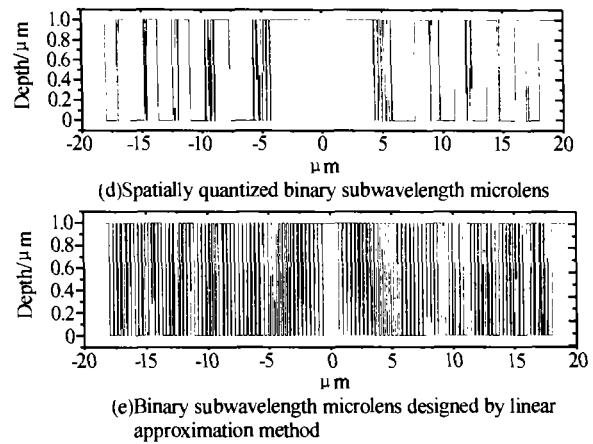 Depth/μm
1.0
0.8
0.6
0.4
0.2
0
-20 -15 -10 -5 0 5 10 15 20
μm
(d)Spatially quantized binary subwavelength microlens
Depth/μm
1.0
0.8
0.6
0.4
0.2
0
-20 -15 -10 -5 0 5 10 15 20
μm
(e)Binary subwavelength microlens designed by linear
approximation method